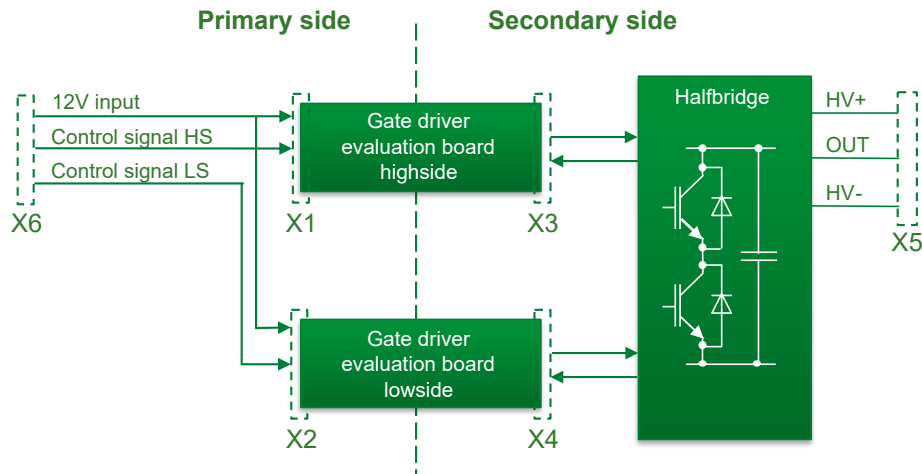 Primary side
Secondary side
12V input
Control signal HS
Control signal LS
X6
Gate driver
evaluation board
highside
X1
X3
Halfbridge
HV+
OUT
HV-
X5
Gate driver
evaluation board
lowside
X2
X4